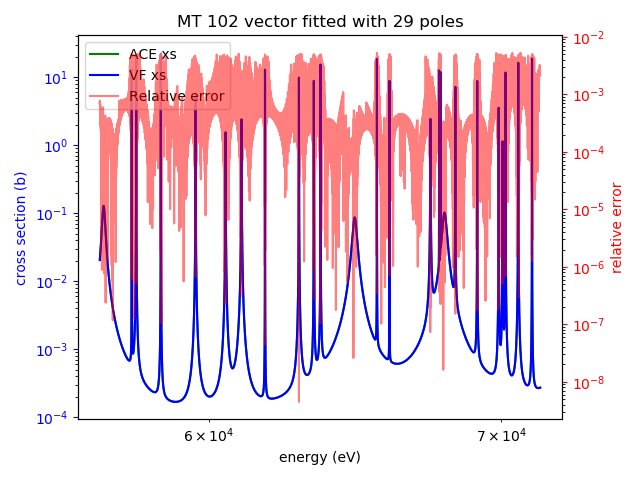 MT 102 vector fitted with 29 poles
ACE xs
VF xs
Relative error
10¹
10⁰
10⁻¹
10⁻²
10⁻³
10⁻⁴
cross section (b)
10⁻²
10⁻³
10⁻⁴
10⁻⁵
10⁻⁶
10⁻⁷
10⁻⁸
relative error
6 × 10⁴
7 × 10⁴
energy (eV)